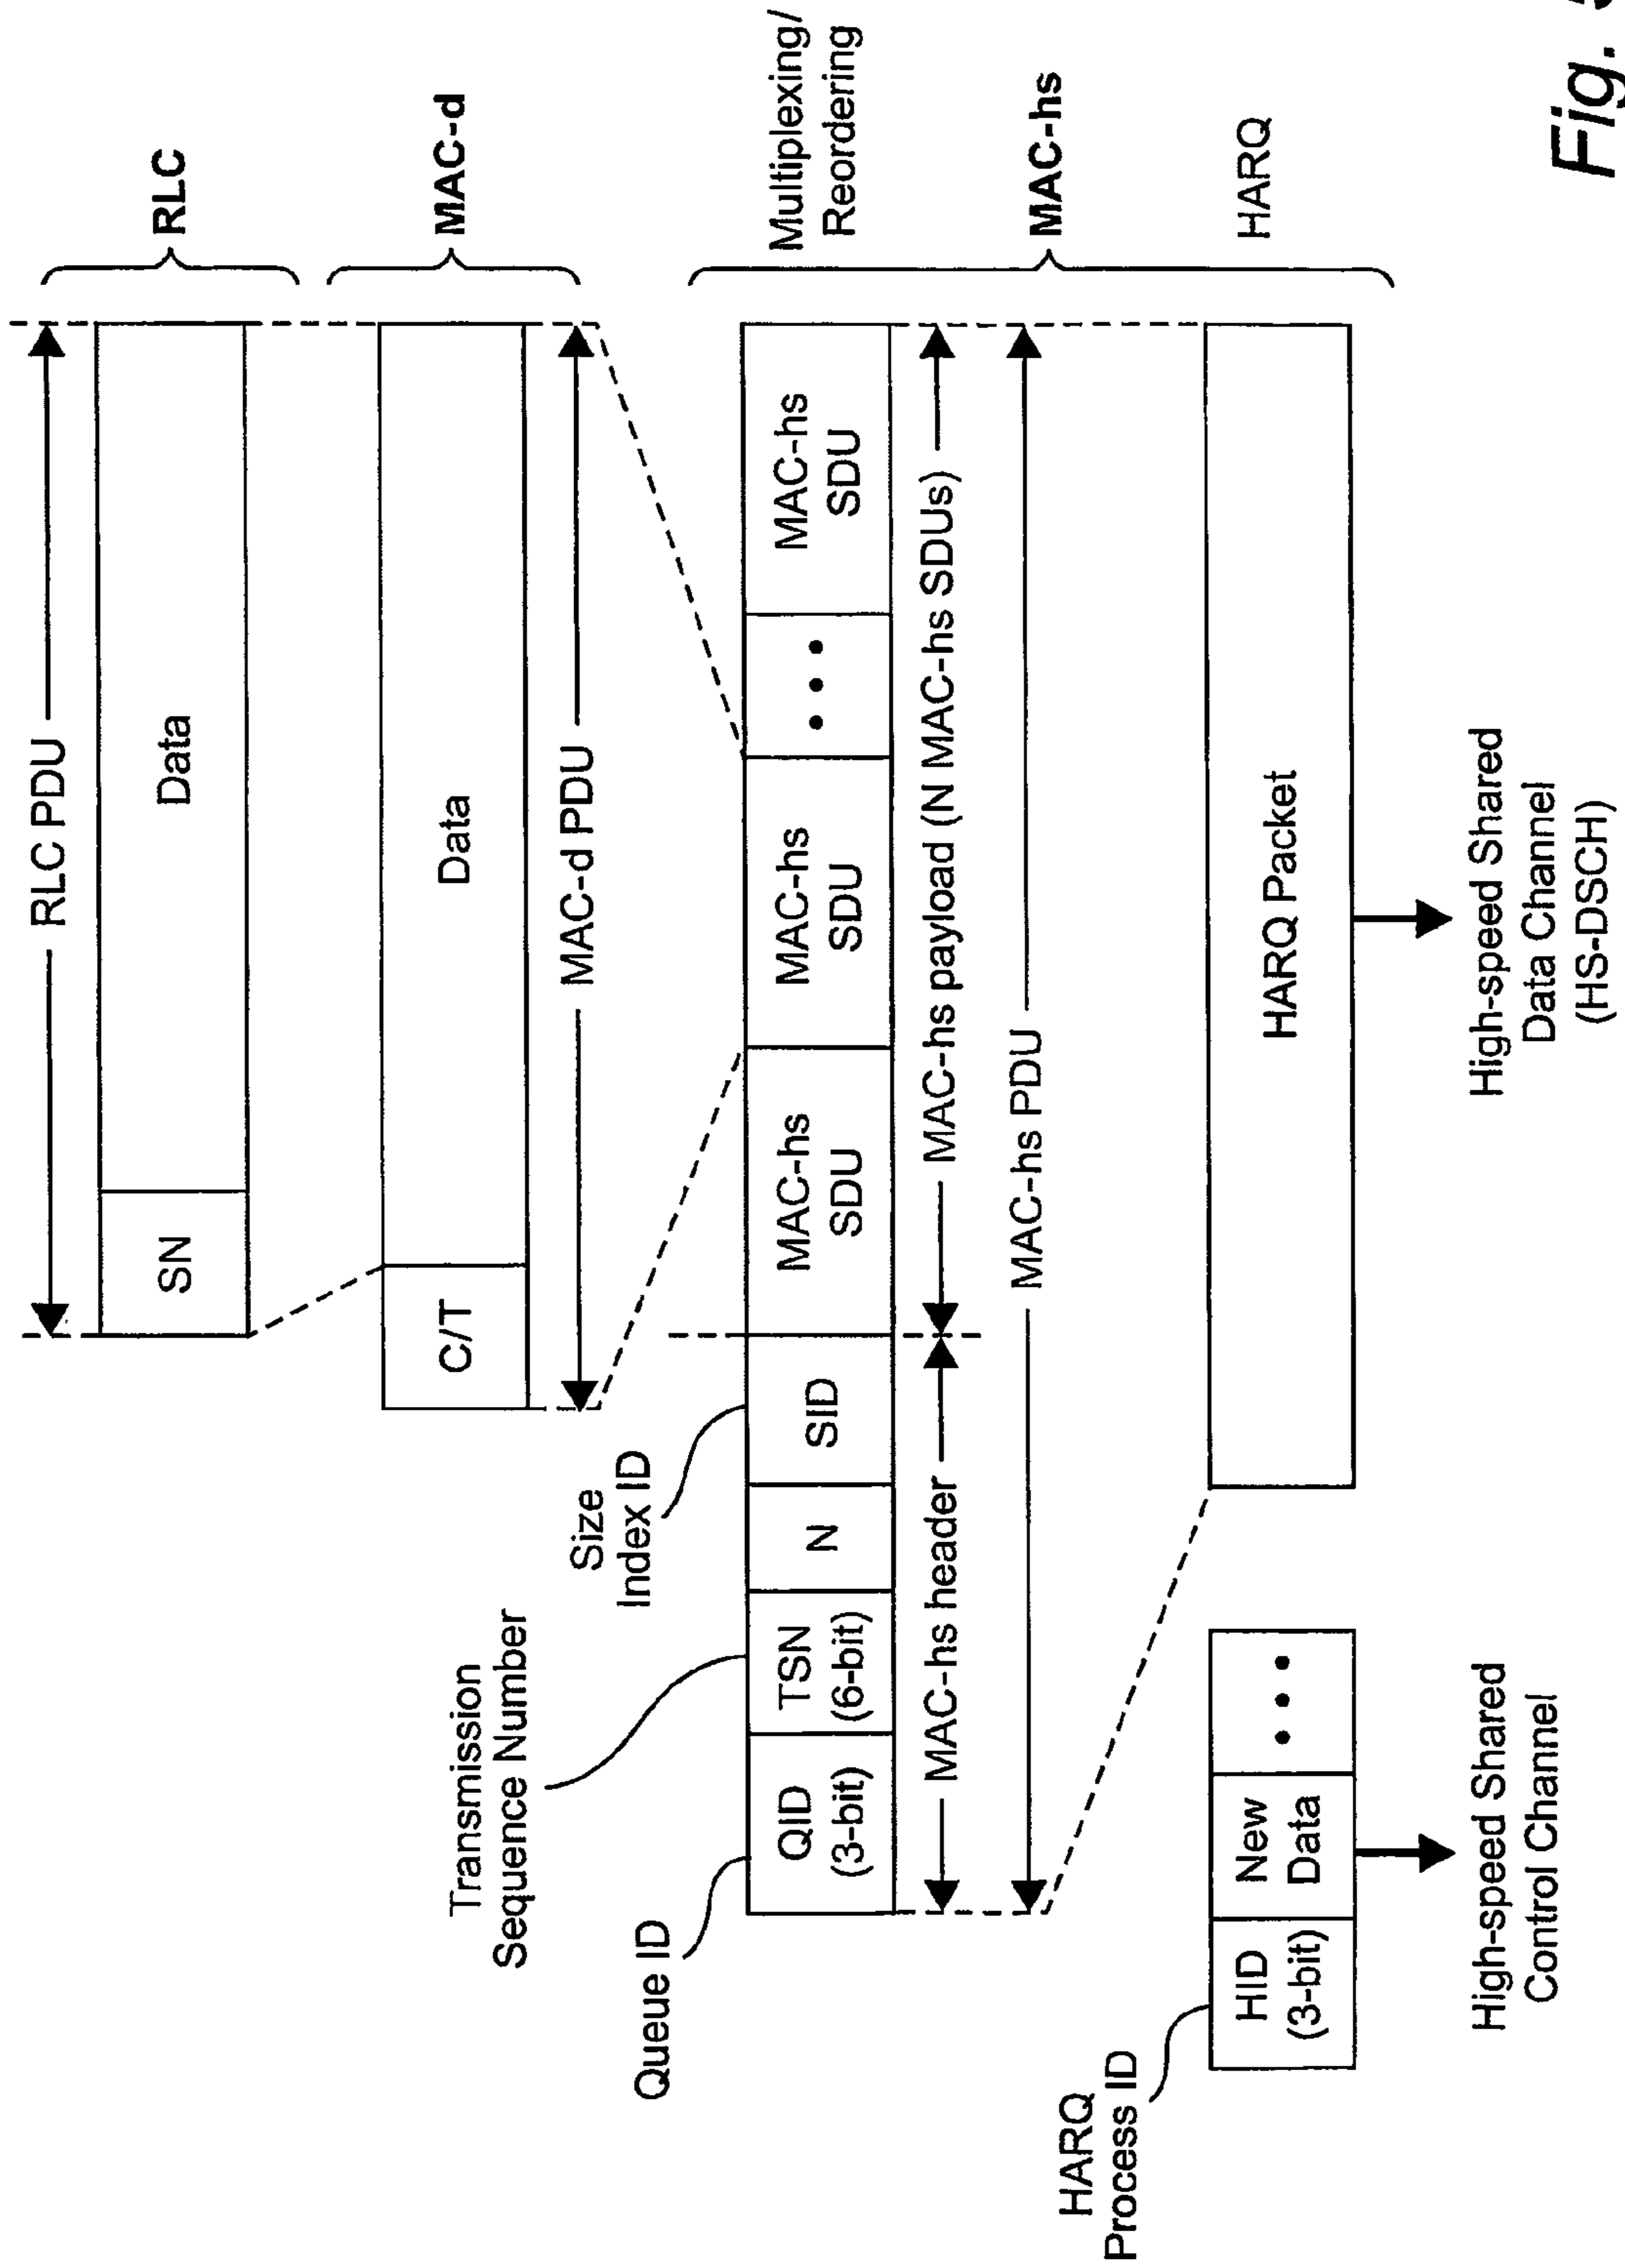 RLC PDU
SN
Data
RLC
C/T
Data
MAC-d
MAC-d PDU
Transmission
Sequence Number
Size
Index ID
Queue ID
QID
(3-bit)
TSN
(6-bit)
N
SID
MAC-hs
SDU
MAC-hs
SDU
• • •
MAC-hs
SDU
Multiplexing/
Reordering
MAC-hs header
MAC-hs payload (N MAC-hs SDUs)
MAC-hs PDU
MAC-hs
HARQ
Process ID
HID
(3-bit)
New
Data
• • •
HARQ Packet
HARQ
High-speed Shared
Control Channel
High-speed Shared
Data Channel
(HS-DSCH)
Fig.